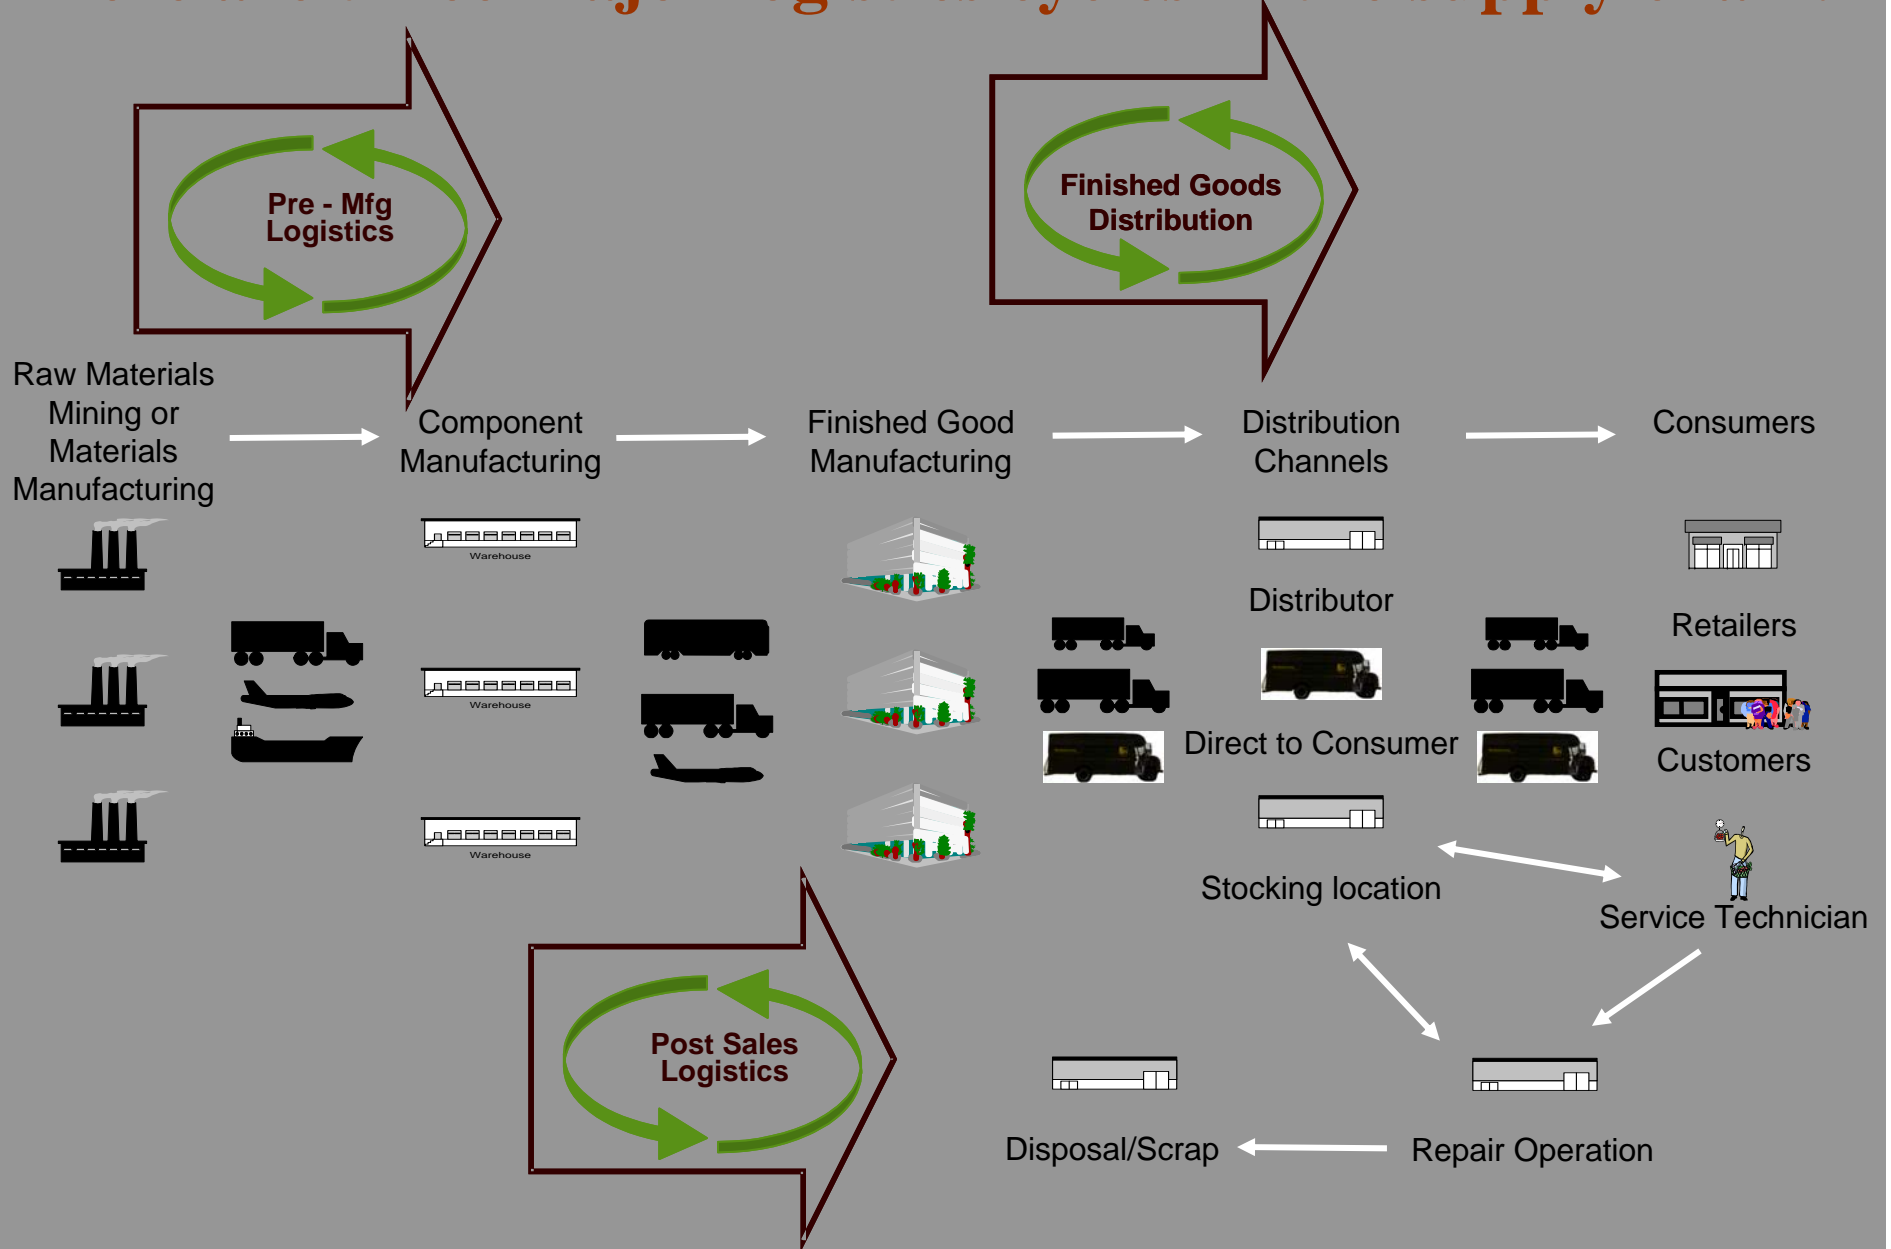 Pre - Mfg
Logistics
Finished Goods
Distribution
Raw Materials
Mining or
Materials
Manufacturing
Component
Manufacturing
Finished Good
Manufacturing
Distribution
Channels
Consumers
Warehouse
Distributor
Retailers
Warehouse
Direct to Consumer
Customers
Warehouse
Stocking location
Service Technician
Post Sales
Logistics
Disposal/Scrap
Repair Operation